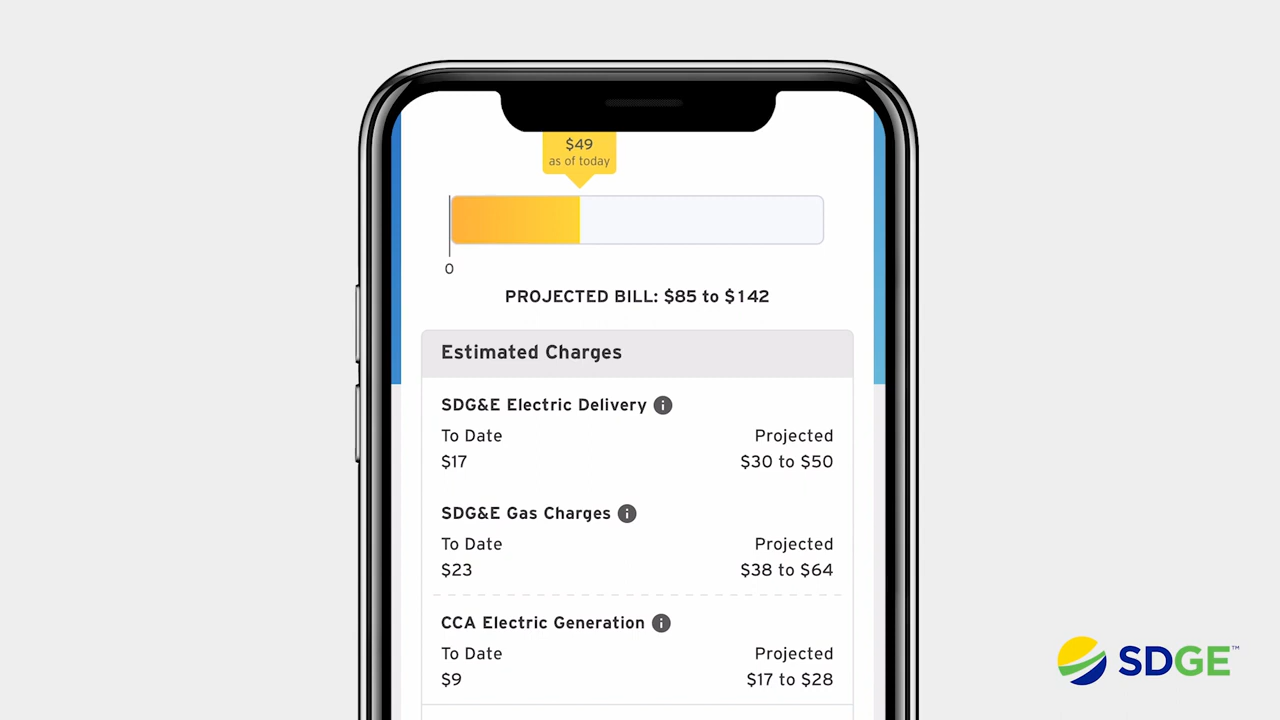 $49
as of today
0
PROJECTED BILL: $85 to $142
Estimated Charges
SDG&E Electric Delivery i
To Date Projected
$17 $30 to $50
SDG&E Gas Charges i
To Date Projected
$23 $38 to $64
CCA Electric Generation i
To Date Projected
$9 $17 to $28
SDGE™